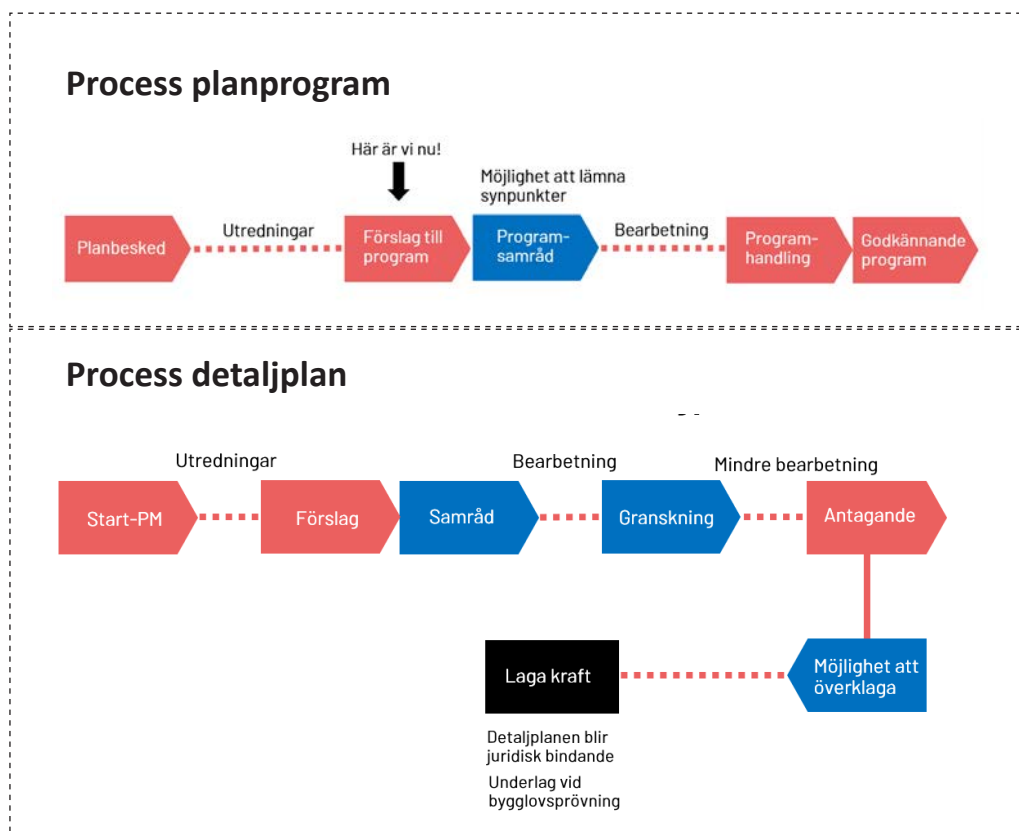 Process planprogram
Här är vi nu!
Möjlighet att lämna
synpunkter
Planbesked
Utredningar
Förslag till
program
Program-
samråd
Bearbetning
Program-
handling
Godkännande
program
Process detaljplan
Utredningar
Bearbetning
Mindre bearbetning
Start-PM
Förslag
Samråd
Granskning
Antagande
Laga kraft
Möjlighet att
överklaga
Detaljplanen blir
juridisk bindande
Underlag vid
bygglovsprövning